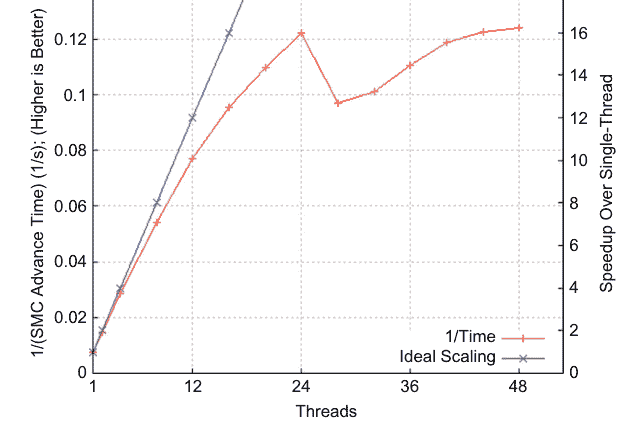 1/(SMC Advance Time) (1/s); (Higher is Better)
0.12
0.1
0.08
0.06
0.04
0.02
0
16
14
12
10
8
6
4
2
0
Speedup Over Single-Thread
1/Time
Ideal Scaling
1 12 24 36 48
Threads